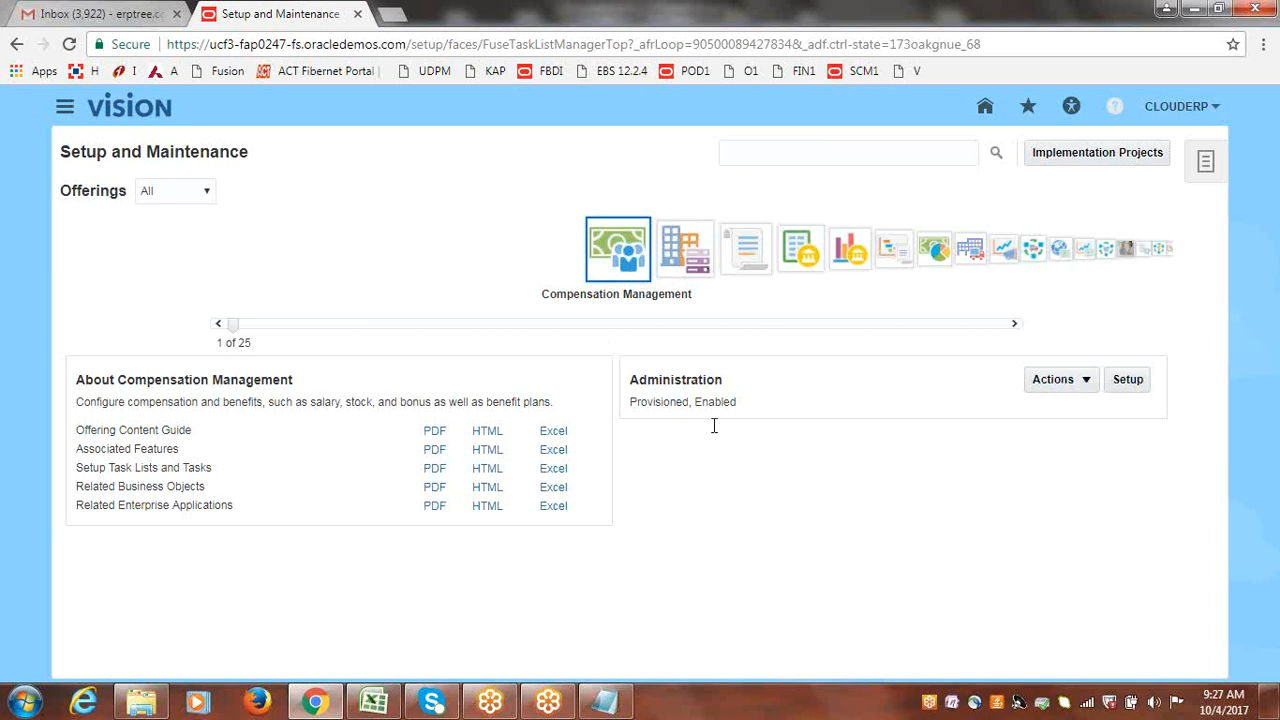 Inbox (3,922) - erptree.c
Setup and Maintenance
Secure
https://ucf3-fap0247-fs.oracledemos.com/setup/faces/FuseTaskListManagerTop?_afrLoop=90500009427834&_adf.ctrl-state=173oakgnue_68
Apps H I A Fusion ACT Fibernet Portal UDPM KAP FBDI EBS 12.2.4 POD1 O1 FIN1 SCM1 V
VISION
CLOUDERP
Setup and Maintenance
Implementation Projects
Offerings All
Compensation Management
1 of 25
About Compensation Management
Configure compensation and benefits, such as salary, stock, and bonus as well as benefit plans.
Offering Content Guide PDF HTML Excel
Associated Features PDF HTML Excel
Setup Task Lists and Tasks PDF HTML Excel
Related Business Objects PDF HTML Excel
Related Enterprise Applications PDF HTML Excel
Administration
Actions
Setup
Provisioned, Enabled
9:27 AM
10/4/2017